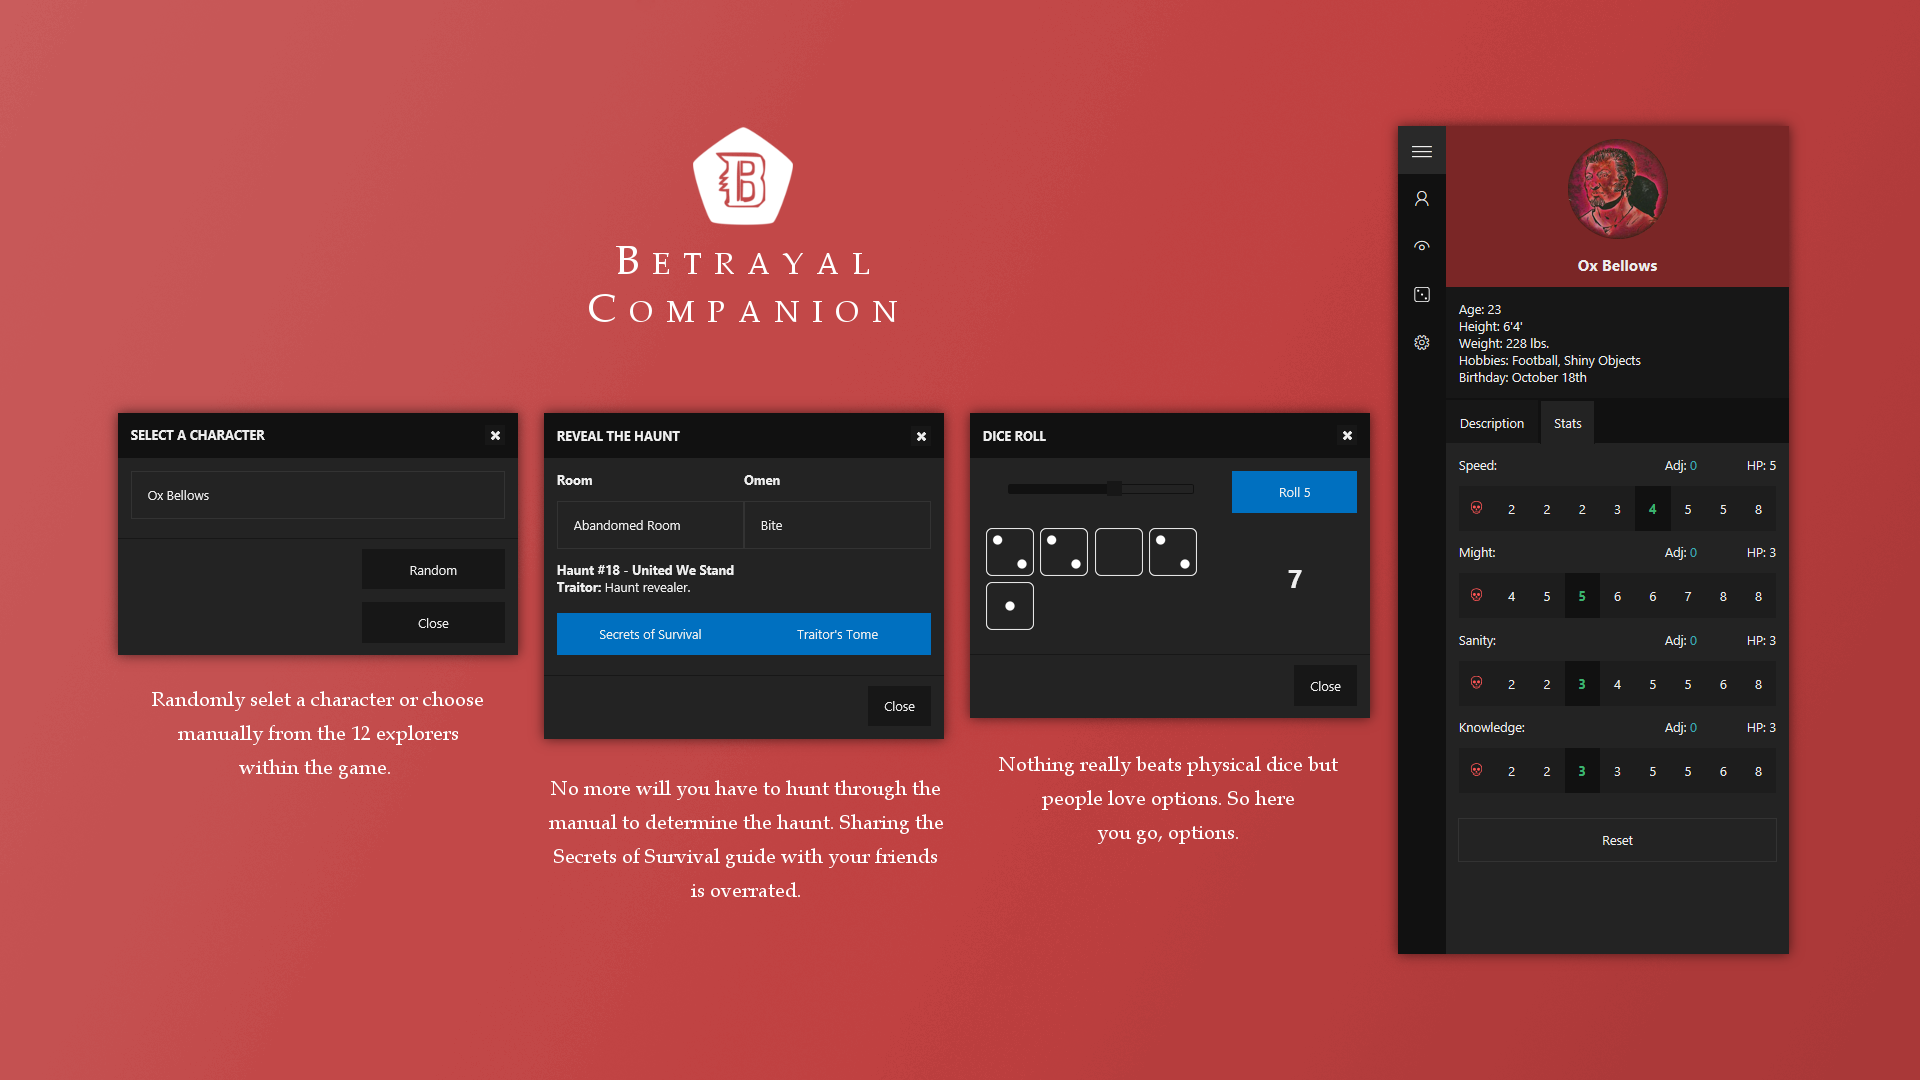 B
BETRAYAL
COMPANION
SELECT A CHARACTER
Ox Bellows
Random
Close
Randomly selet a character or choose
manually from the 12 explorers
within the game.
REVEAL THE HAUNT
Room Omen
Abandomed Room Bite
Haunt #18 - United We Stand
Traitor: Haunt revealer.
Secrets of Survival Traitor's Tome
Close
No more will you have to hunt through the
manual to determine the haunt. Sharing the
Secrets of Survival guide with your friends
is overrated.
DICE ROLL
Roll 5
7
Close
Nothing really beats physical dice but
people love options. So here
you go, options.
Ox Bellows
Age: 23
Height: 6'4'
Weight: 228 lbs.
Hobbies: Football, Shiny Objects
Birthday: October 18th
Description Stats
Speed: Adj: 0 HP: 5
2 2 2 3 4 5 5 8
Might: Adj: 0 HP: 3
4 5 5 6 6 7 8 8
Sanity: Adj: 0 HP: 3
2 2 3 4 5 5 6 8
Knowledge: Adj: 0 HP: 3
2 2 3 3 5 5 6 8
Reset